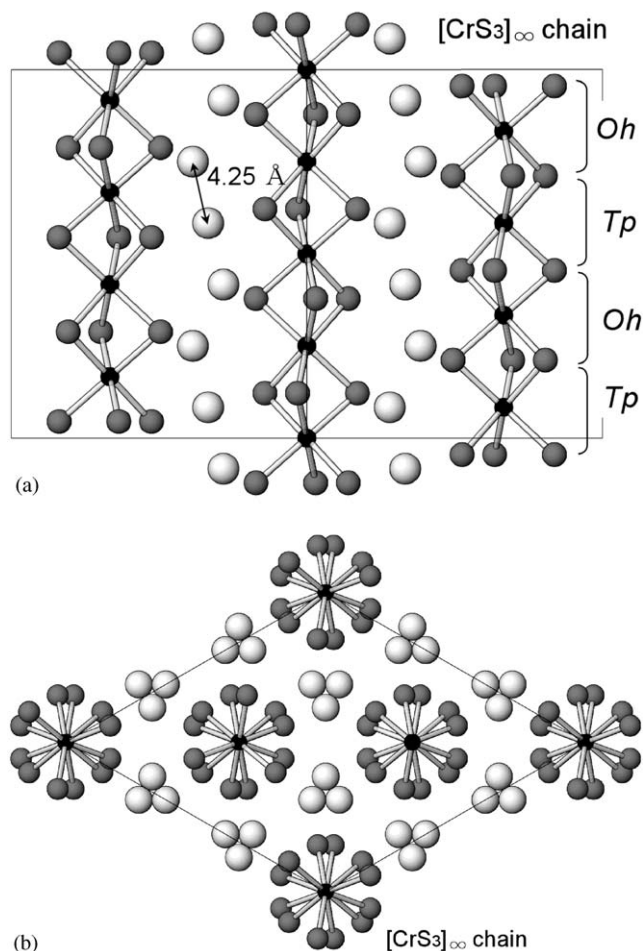 [CrS3]∞ chain
Oh
4.25 Å
Tp
Oh
Tp
(a)
(b)
[CrS3]∞ chain